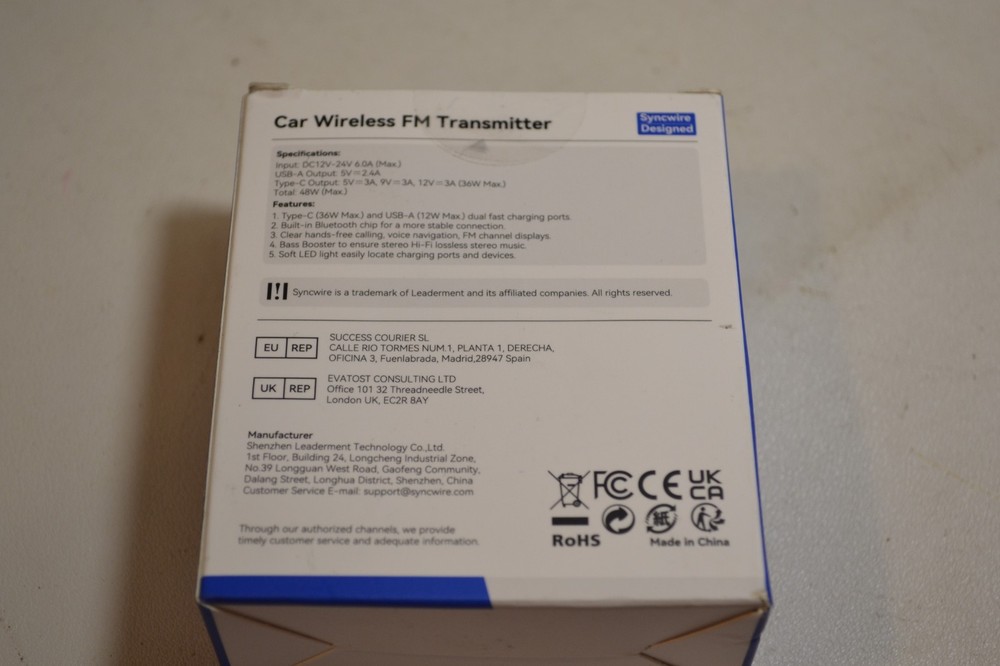 Car Wireless FM Transmitter
Syncwire
Designed
Specifications:
Input: DC12V-24V 6.0A (Max.)
USB-A Output: 5V⎓2.4A
Type-C Output: 5V⎓3A, 9V⎓3A, 12V⎓3A (36W Max.)
Total: 48W (Max.)
Features:
1. Type-C (36W Max.) and USB-A (12W Max.) dual fast charging ports.
2. Built-in Bluetooth chip for a more stable connection.
3. Clear hands-free calling, voice navigation, FM channel displays.
4. Bass Booster to ensure stereo Hi-Fi lossless stereo music.
5. Soft LED light easily locate charging ports and devices.
Syncwire is a trademark of Leaderment and its affiliated companies. All rights reserved.
EU REP
SUCCESS COURIER SL
CALLE RIO TORMES NUM.1, PLANTA 1, DERECHA,
OFICINA 3, Fuenlabrada, Madrid,28947 Spain
UK REP
EVATOST CONSULTING LTD
Office 101 32 Threadneedle Street,
London UK, EC2R 8AY
Manufacturer
Shenzhen Leaderment Technology Co.,Ltd.
1st Floor, Building 24, Longcheng Industrial Zone,
No.39 Longguan West Road, Gaofeng Community,
Dalang Street, Longhua District, Shenzhen, China
Customer Service E-mail: support@syncwire.com
Through our authorized channels, we provide
timely customer service and adequate information.
FC CE UK
CA
紙
RoHS
Made in China